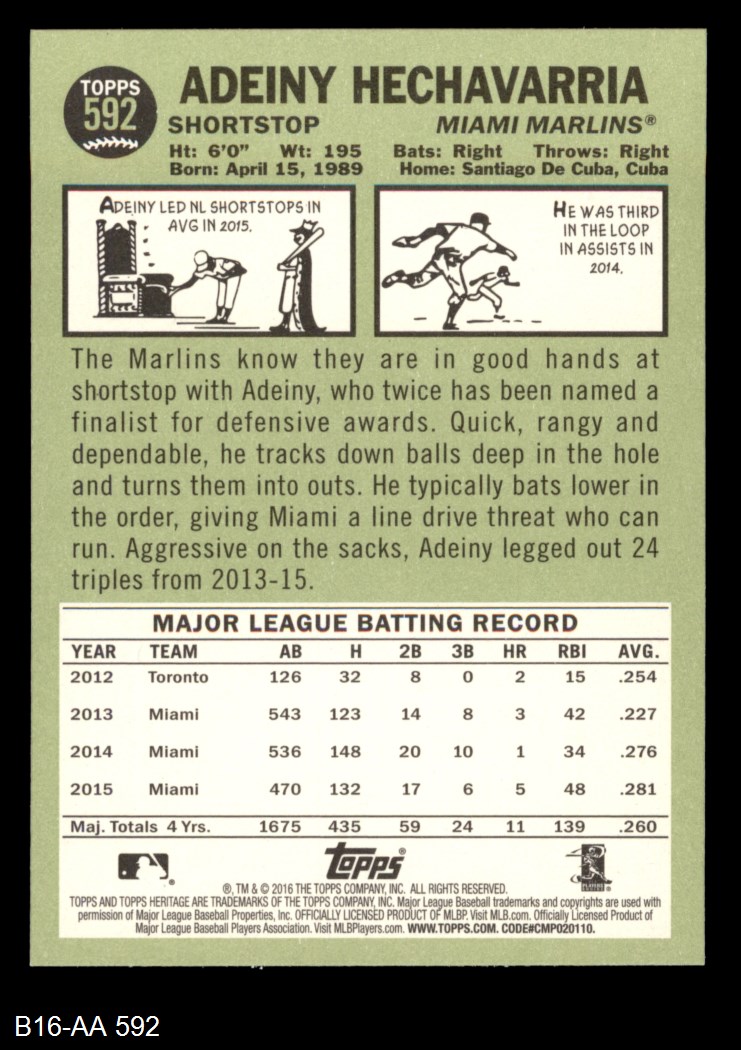 TOPPS
592
ADEINY HECHAVARRIA
SHORTSTOP MIAMI MARLINS®
Ht: 6'0" Wt: 195 Bats: Right Throws: Right
Born: April 15, 1989 Home: Santiago De Cuba, Cuba
ADEINY LED NL SHORTSTOPS IN
AVG IN 2015.
HE WAS THIRD
IN THE LOOP
IN ASSISTS IN
2014.
The Marlins know they are in good hands at
shortstop with Adeiny, who twice has been named a
finalist for defensive awards. Quick, rangy and
dependable, he tracks down balls deep in the hole
and turns them into outs. He typically bats lower in
the order, giving Miami a line drive threat who can
run. Aggressive on the sacks, Adeiny legged out 24
triples from 2013-15.
MAJOR LEAGUE BATTING RECORD
YEAR TEAM AB H 2B 3B HR RBI AVG.
2012 Toronto 126 32 8 0 2 15 .254
2013 Miami 543 123 14 8 3 42 .227
2014 Miami 536 148 20 10 1 34 .276
2015 Miami 470 132 17 6 5 48 .281
Maj. Totals 4 Yrs. 1675 435 59 24 11 139 .260
Topps®
®, TM & © 2016 THE TOPPS COMPANY, INC. ALL RIGHTS RESERVED.
TOPPS AND TOPPS HERITAGE ARE TRADEMARKS OF THE TOPPS COMPANY, INC. Major League Baseball trademarks and copyrights are used with
permission of Major League Baseball Properties, Inc. OFFICIALLY LICENSED PRODUCT OF MLBP. Visit MLB.com. Officially Licensed Product of
Major League Baseball Players Association. Visit MLBPlayers.com. WWW.TOPPS.COM. CODE#CMP020110.
B16-AA 592